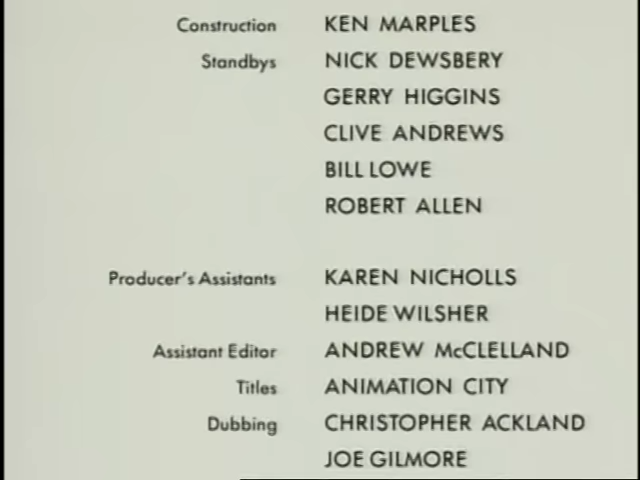 Construction KEN MARPLES
Standbys NICK DEWSBERY
GERRY HIGGINS
CLIVE ANDREWS
BILL LOWE
ROBERT ALLEN
Producer's Assistants KAREN NICHOLLS
HEIDE WILSHER
Assistant Editor ANDREW McCLELLAND
Titles ANIMATION CITY
Dubbing CHRISTOPHER ACKLAND
JOE GILMORE